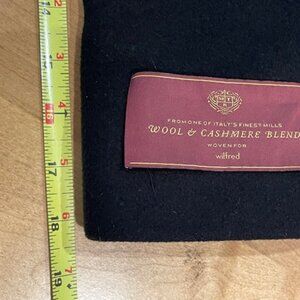 FROM ONE OF ITALY'S FINEST MILLS
WOOL & CASHMERE BLEND
WOVEN FOR
wilfred
2
3
4
5
6
7
15
16
17
18
19